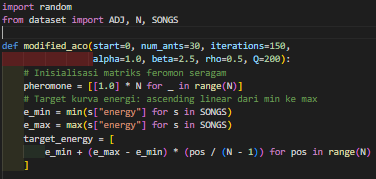 import random
from dataset import ADJ, N, SONGS
def modified_aco(start=0, num_ants=30, iterations=150,
alpha=1.0, beta=2.5, rho=0.5, Q=200):
# Inisialisasi matriks feromon seragam
pheromone = [[1.0] * N for _ in range(N)]
# Target kurva energi: ascending linear dari min ke max
e_min = min(s["energy"] for s in SONGS)
e_max = max(s["energy"] for s in SONGS)
target_energy = [
e_min + (e_max - e_min) * (pos / (N - 1)) for pos in range(N)
]